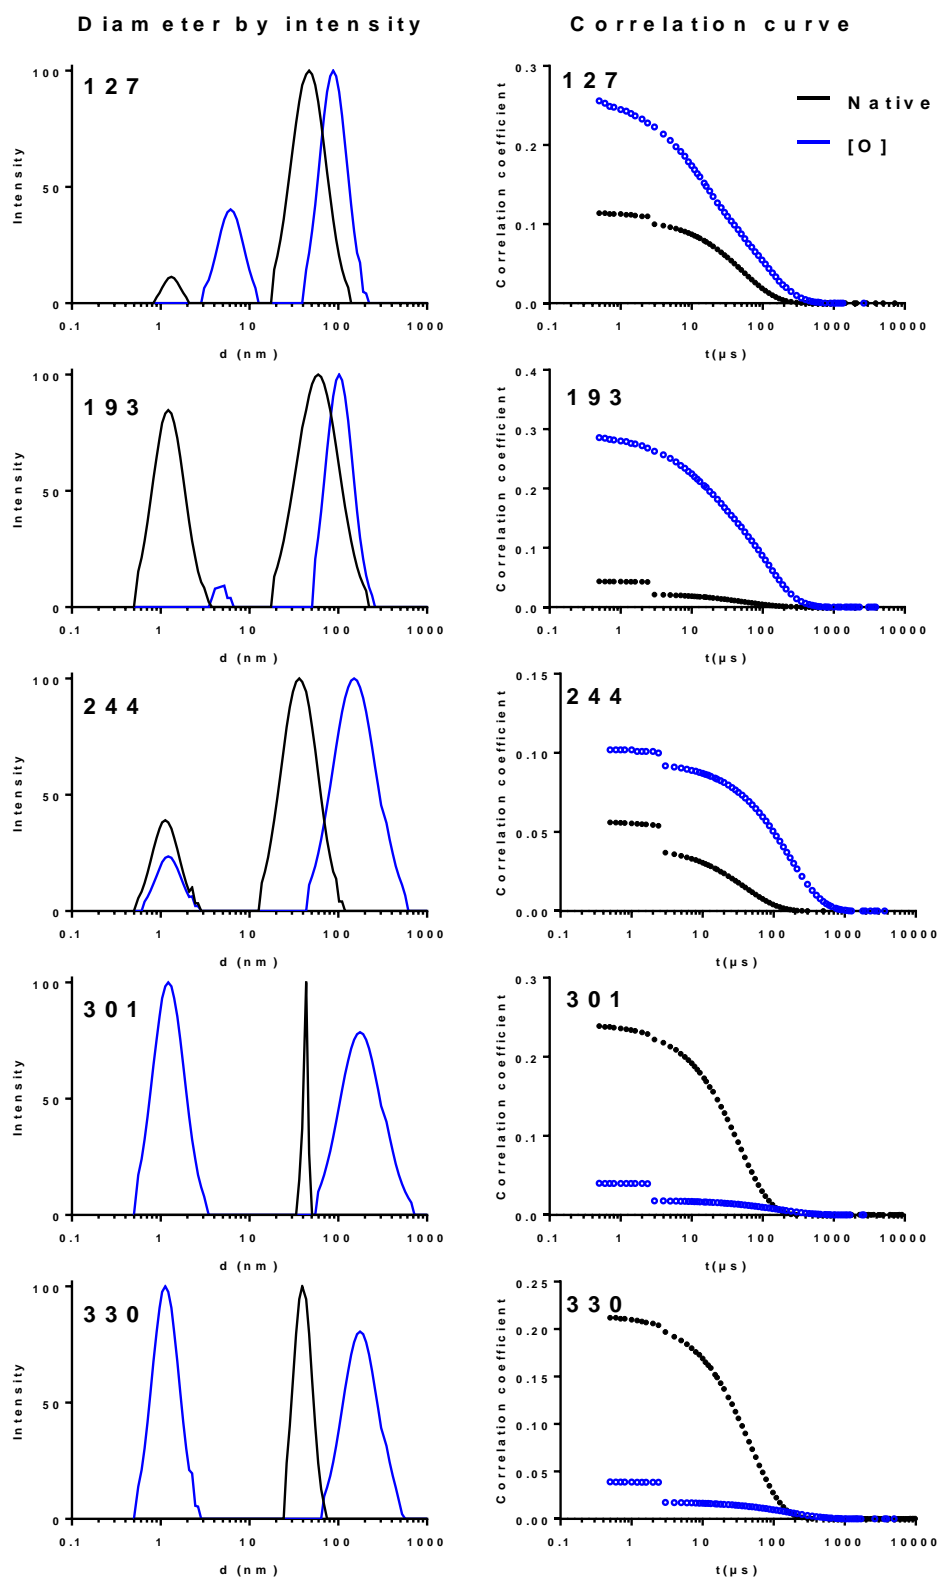 Diameter by intensity
Correlation curve
100
50
0
Intensity
127
0.1 1 10 100 1000
d (nm)
0.3
0.2
0.1
0.0
Correlation coefficient
127
Native
[O]
0.1 1 10 100 1000 10000
t(µs)
100
50
0
Intensity
193
0.1 1 10 100 1000
d (nm)
0.4
0.3
0.2
0.1
0.0
Correlation coefficient
193
0.1 1 10 100 1000 10000
t(µs)
100
50
0
Intensity
244
0.1 1 10 100 1000
d (nm)
0.15
0.10
0.05
0.00
Correlation coefficient
244
0.1 1 10 100 1000 10000
t(µs)
100
50
0
Intensity
301
0.1 1 10 100 1000
d (nm)
0.3
0.2
0.1
0.0
Correlation coefficient
301
0.1 1 10 100 1000 10000
t(µs)
100
50
0
Intensity
330
0.1 1 10 100 1000
d (nm)
0.25
0.20
0.15
0.10
0.05
0.00
Correlation coefficient
330
0.1 1 10 100 1000 10000
t(µs)